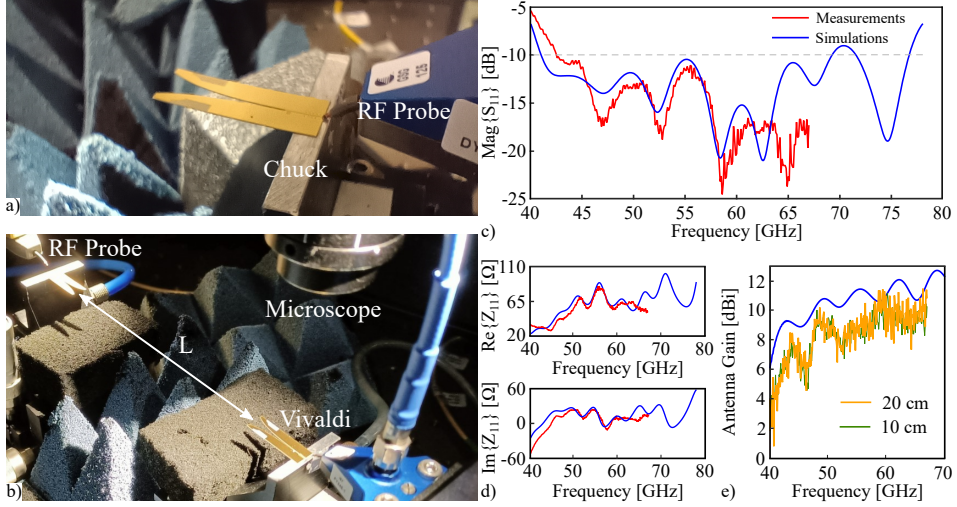 RF Probe
Chuck
a)
RF Probe
Microscope
L
Vivaldi
b)
-5
-10
-15
-20
-25
Mag{S₁₁} [dB]
Measurements
Simulations
40 45 50 55 60 65 70 75 80
Frequency [GHz]
c)
110
65
20
Re{Z₁₁} [Ω]
40 50 60 70 80
Frequency [GHz]
60
0
-60
Im{Z₁₁} [Ω]
40 50 60 70 80
Frequency [GHz]
d)
12
10
8
6
4
2
0
Antenna Gain [dBi]
20 cm
10 cm
40 50 60 70
Frequency [GHz]
e)